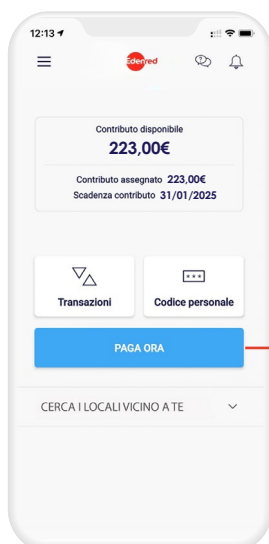 12:13
Edenred
Contributo disponibile
223,00€
Contributo assegnato 223,00€
Scadenza contributo 31/01/2025
Transazioni
Codice personale
PAGA ORA
CERCA I LOCALI VICINO A TE